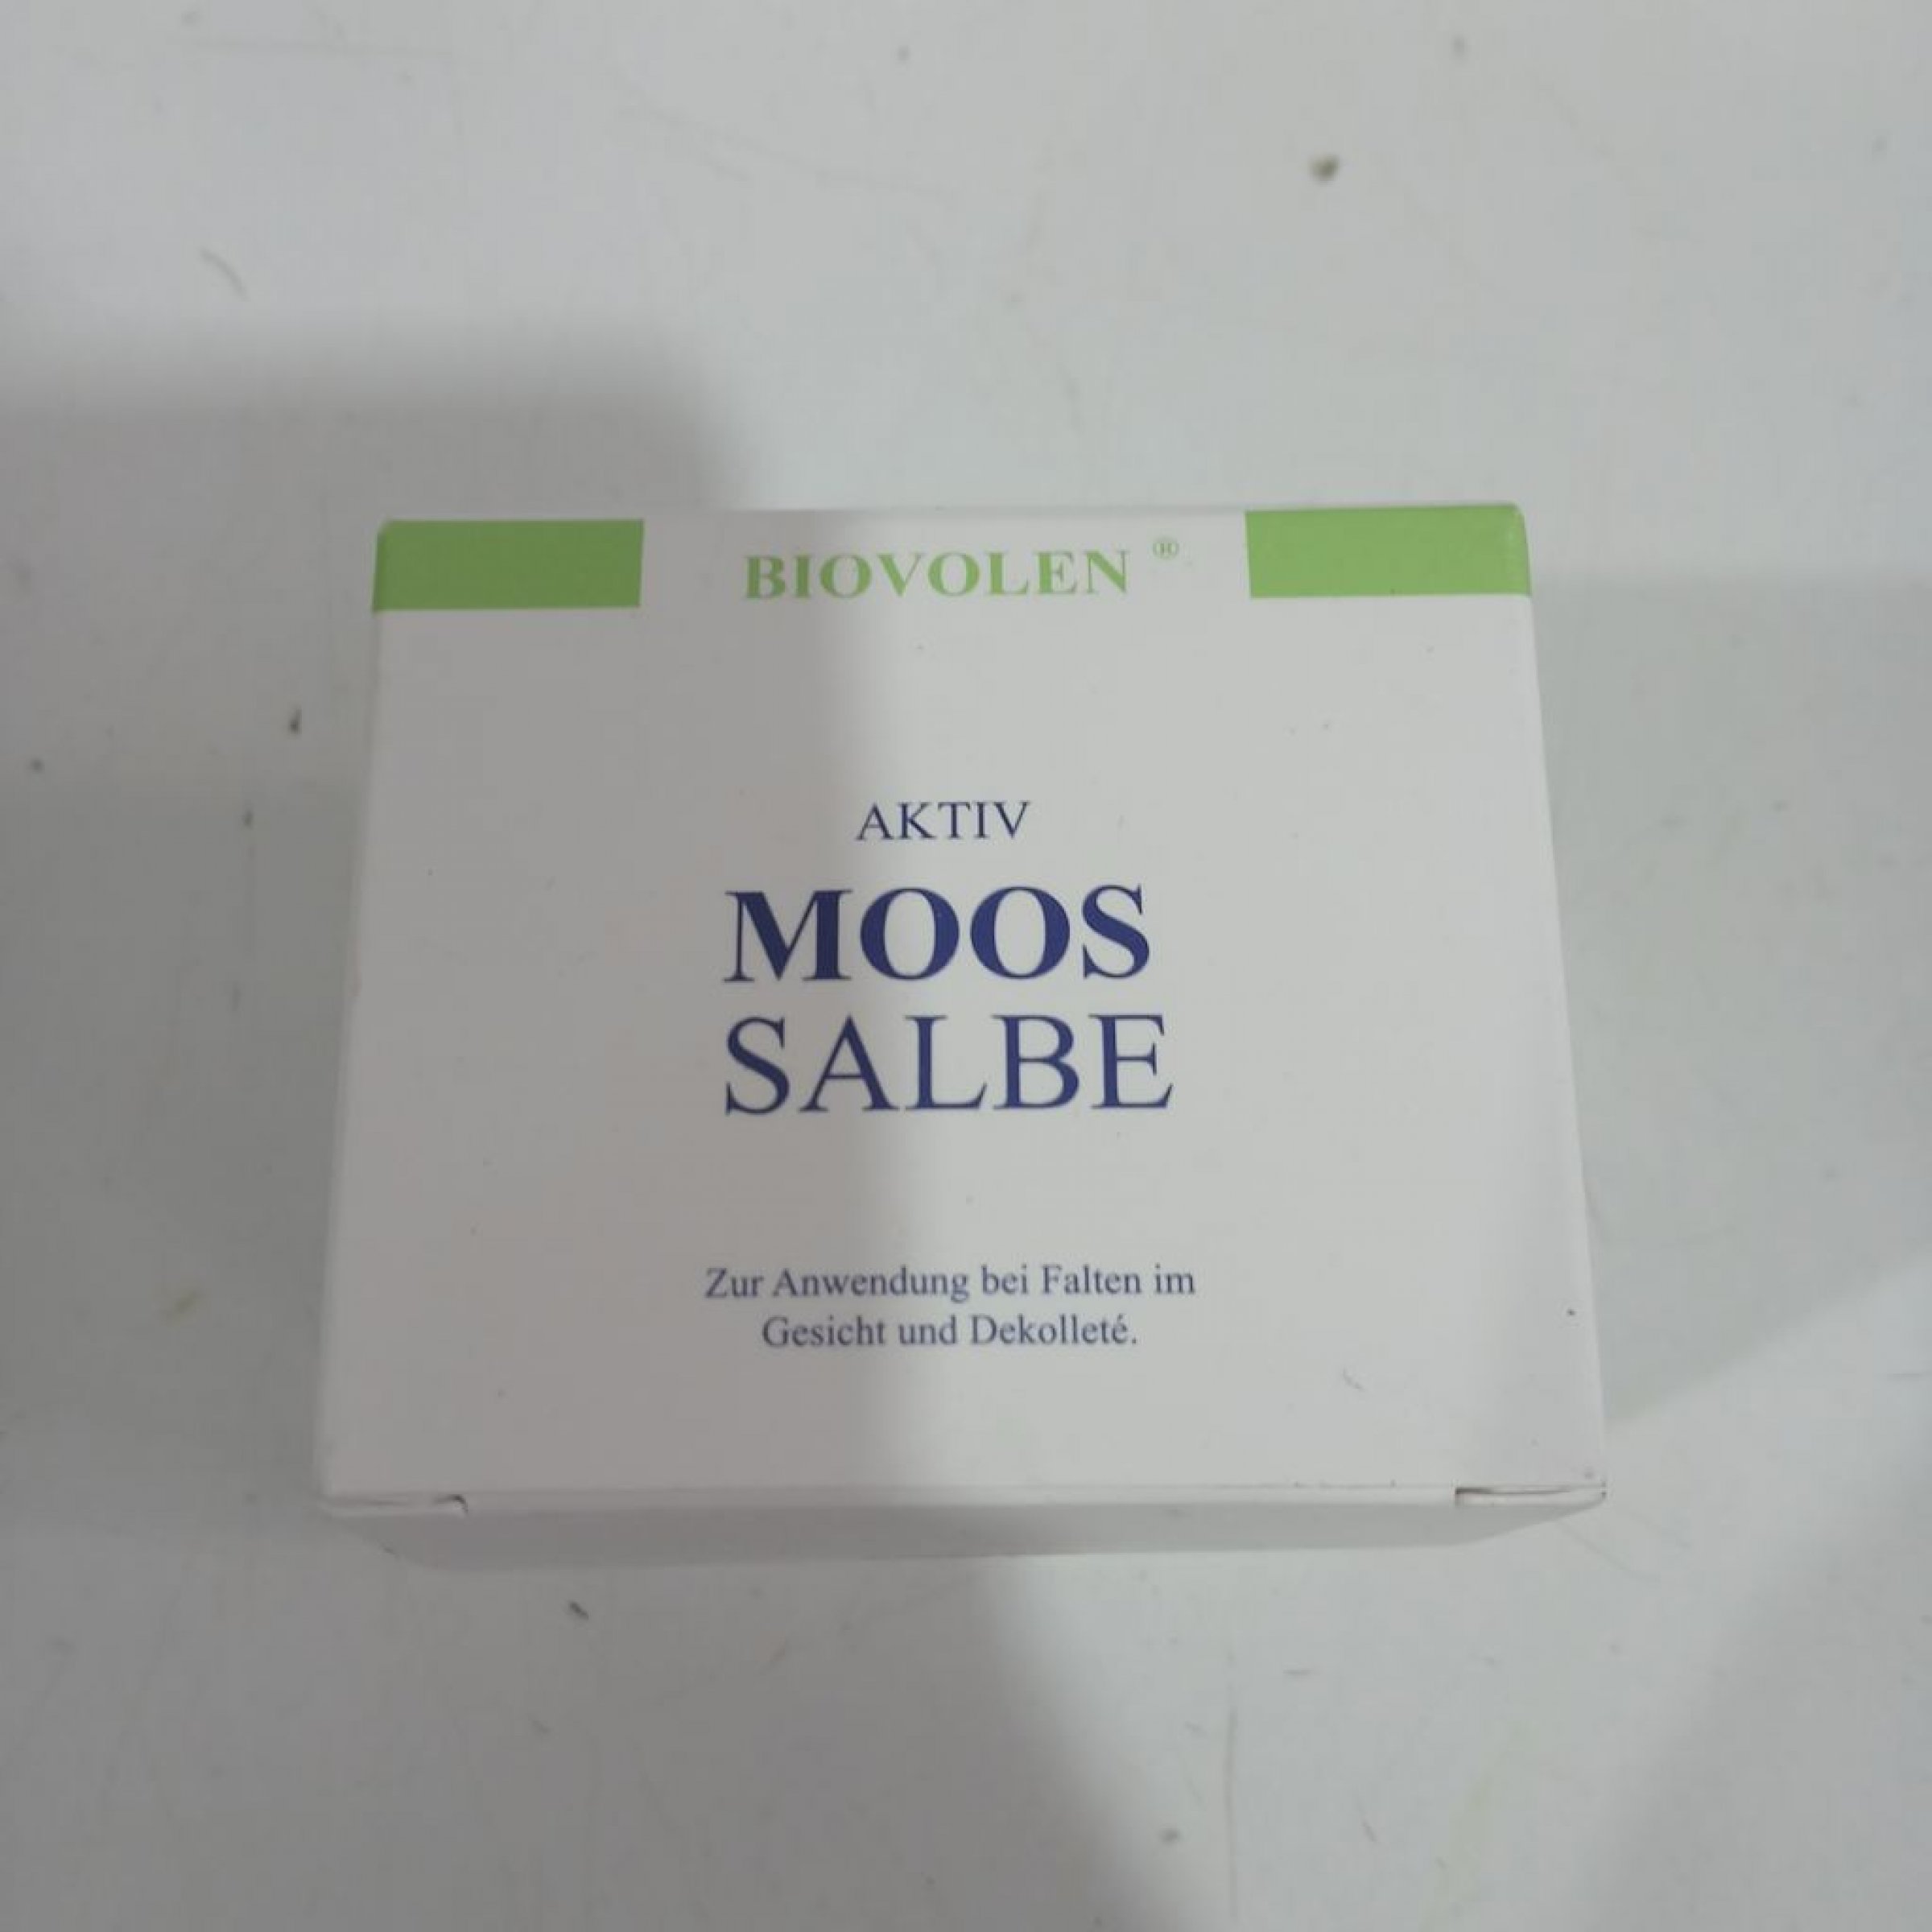 BIOVOLEN ®
AKTIV
MOOS
SALBE
Zur Anwendung bei Falten im
Gesicht und Dekolleté.